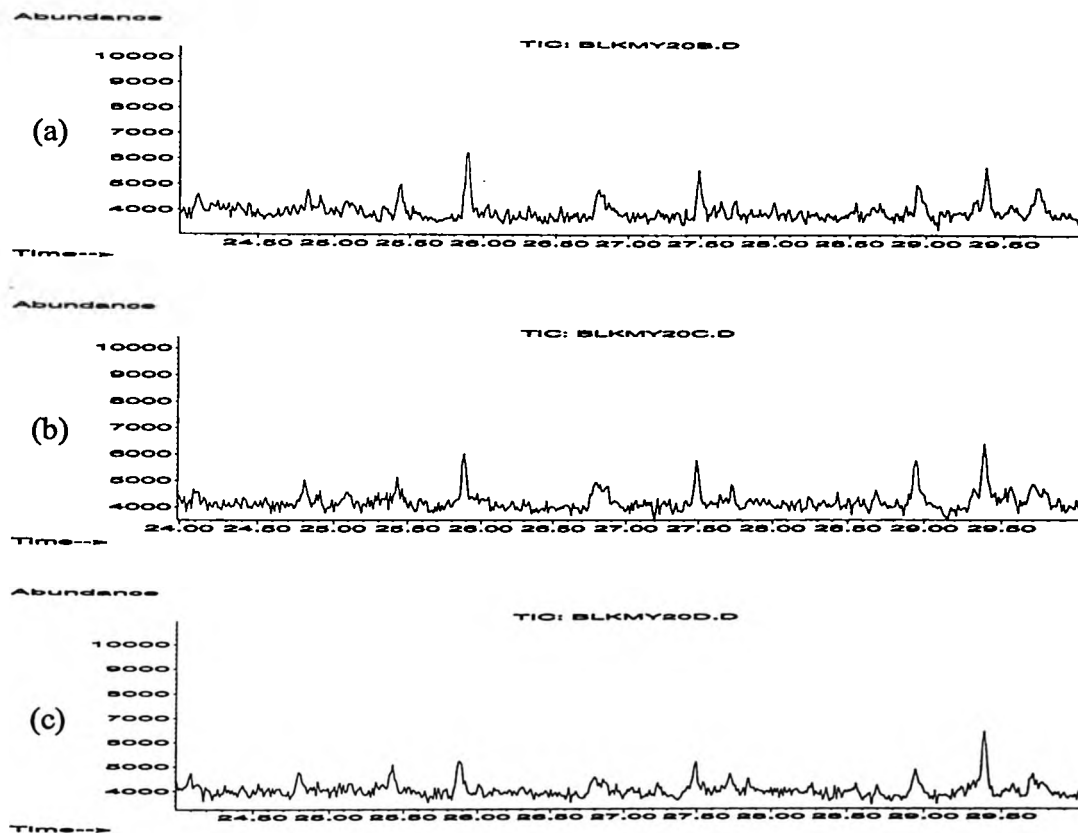 Abundance
TIC: BLKMY20B.D
10000
9000
8000
7000
6000
5000
4000
(a)
24.50 25.00 25.50 26.00 26.50 27.00 27.50 28.00 28.50 29.00 29.50
Time-->
Abundance
TIC: BLKMY20C.D
10000
9000
8000
7000
6000
5000
4000
(b)
24.00 24.50 25.00 25.50 26.00 26.50 27.00 27.50 28.00 28.50 29.00 29.50
Time-->
Abundance
TIC: BLKMY20D.D
10000
9000
8000
7000
6000
5000
4000
(c)
24.50 25.00 25.50 26.00 26.50 27.00 27.50 28.00 28.50 29.00 29.50
Time-->